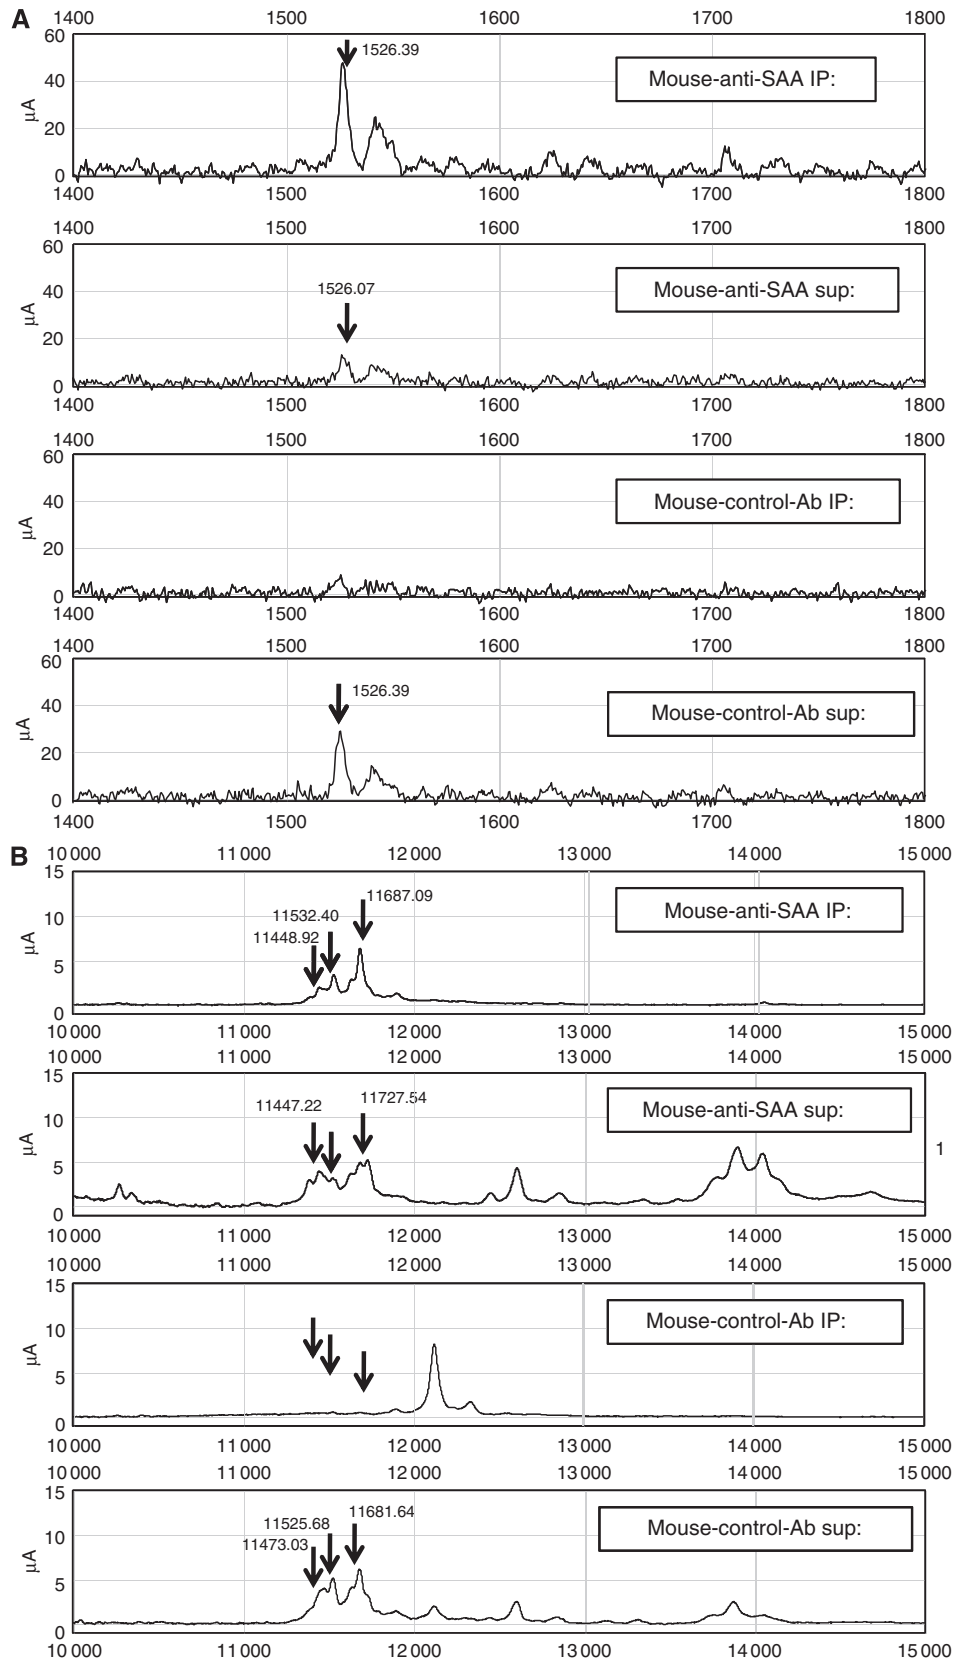 A 1400 1500 1600 1700 1800
60
40
20
0
µA
1526.39
Mouse-anti-SAA IP:
1400 1500 1600 1700 1800
1400 1500 1600 1700 1800
60
40
20
0
µA
1526.07
Mouse-anti-SAA sup:
1400 1500 1600 1700 1800
1400 1500 1600 1700 1800
60
40
20
0
µA
Mouse-control-Ab IP:
1400 1500 1600 1700 1800
1400 1500 1600 1700 1800
60
40
20
0
µA
1526.39
Mouse-control-Ab sup:
1400 1500 1600 1700 1800
B 10 000 11 000 12 000 13 000 14 000 15 000
15
10
5
0
µA
11687.09
11532.40
11448.92
Mouse-anti-SAA IP:
10 000 11 000 12 000 13 000 14 000 15 000
10 000 11 000 12 000 13 000 14 000 15 000
15
10
5
0
µA
11447.22 11727.54
Mouse-anti-SAA sup:
1
10 000 11 000 12 000 13 000 14 000 15 000
10 000 11 000 12 000 13 000 14 000 15 000
15
10
5
0
µA
Mouse-control-Ab IP:
10 000 11 000 12 000 13 000 14 000 15 000
10 000 11 000 12 000 13 000 14 000 15 000
15
10
5
0
µA
11681.64
11525.68
11473.03
Mouse-control-Ab sup:
10 000 11 000 12 000 13 000 14 000 15 000